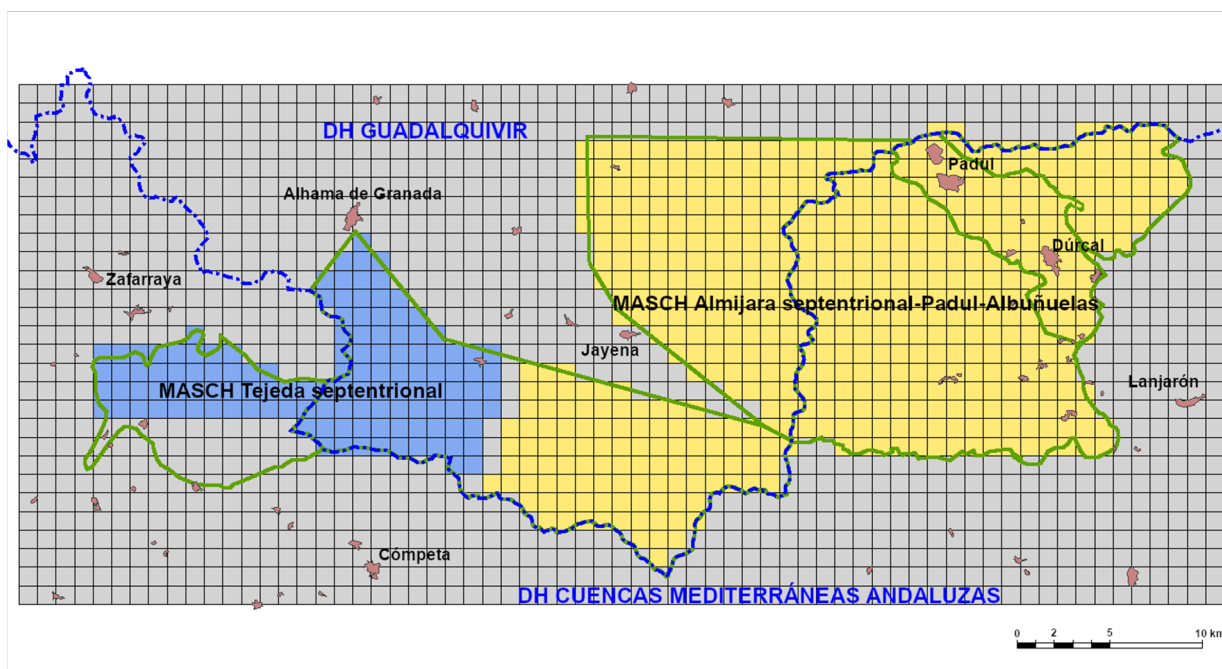 DH GUADALQUIVIR
Padul
Alhama de Granada
Dúrcal
Zafarraya
MASCH Almijara septentrional-Padul-Albuñuelas
Jayena
Lanjarón
MASCH Tejeda septentrional
Cómpeta
DH CUENCAS MEDITERRÁNEAS ANDALUZAS
0 2 5 10 km